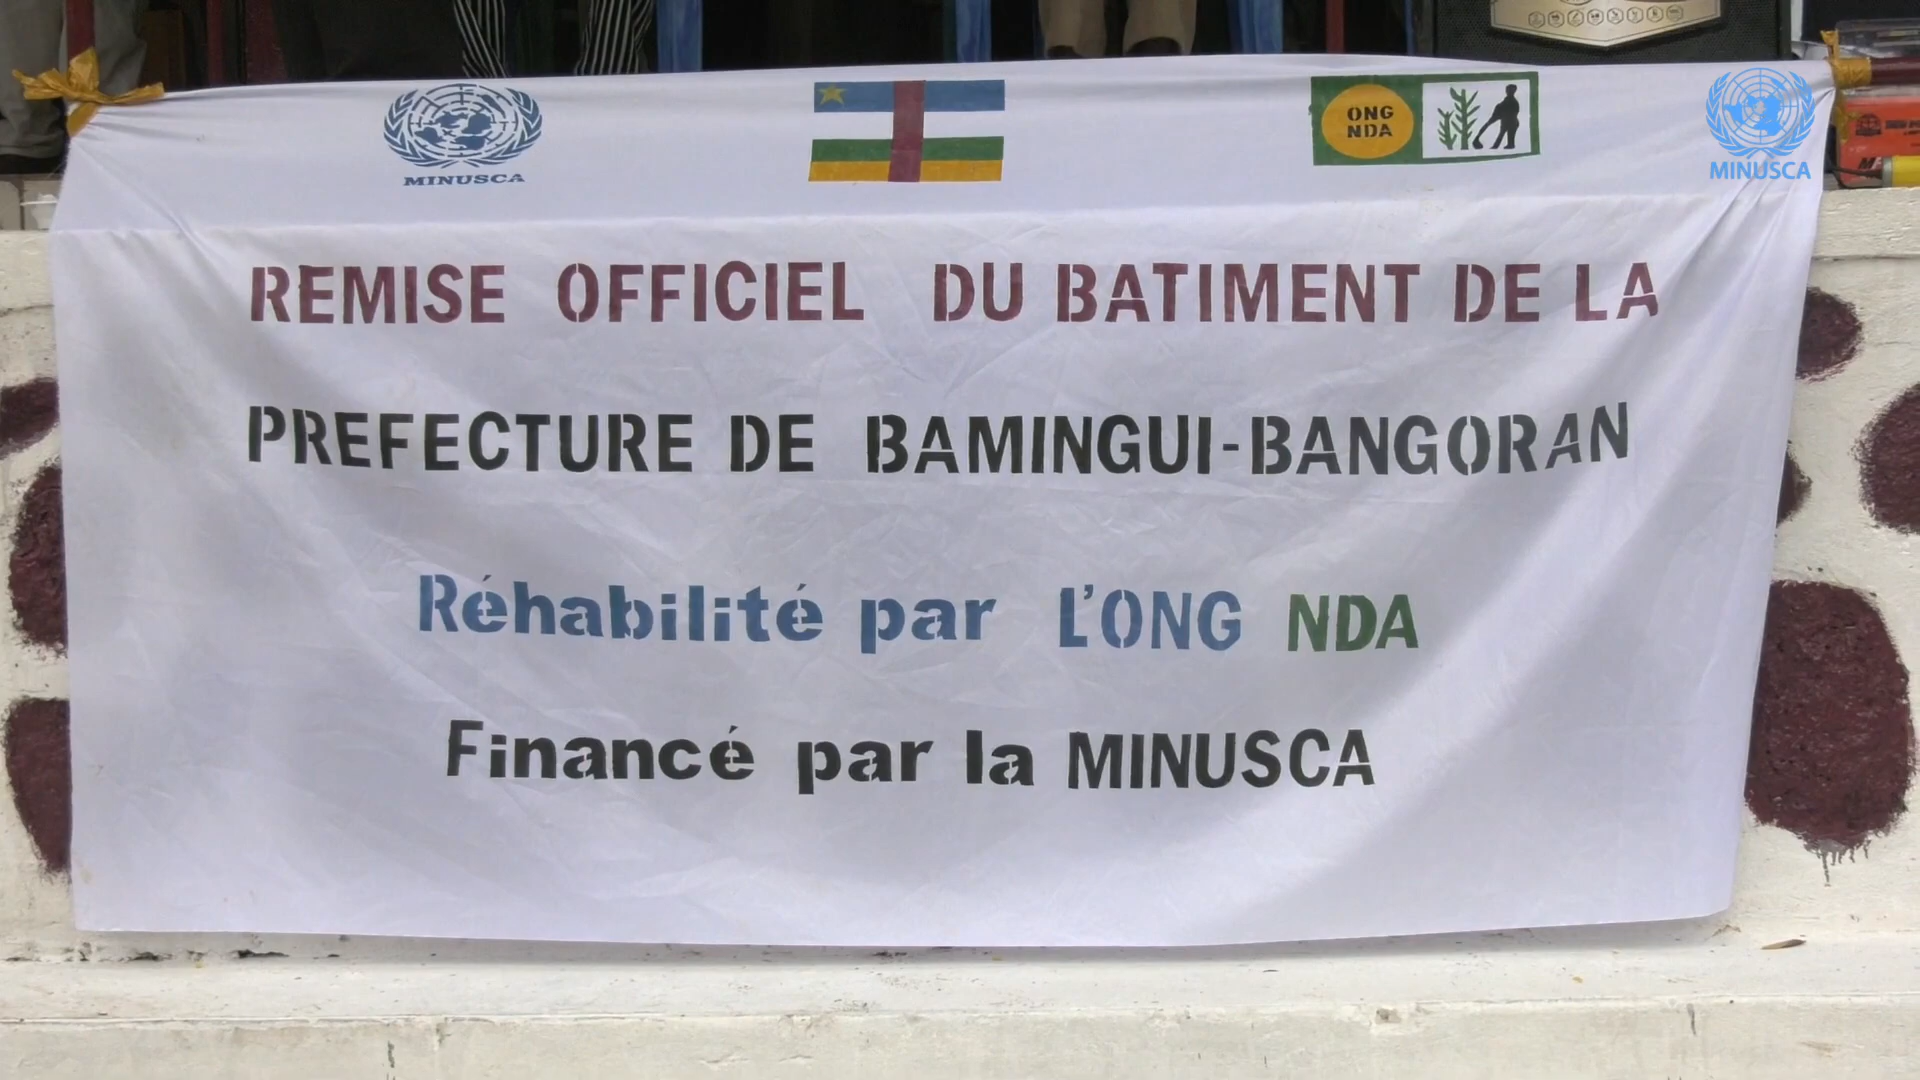 MINUSCA
ONG
NDA
MINUSCA
REMISE OFFICIEL DU BATIMENT DE LA
PREFECTURE DE BAMINGUI-BANGORAN
Réhabilité par L'ONG NDA
Financé par la MINUSCA